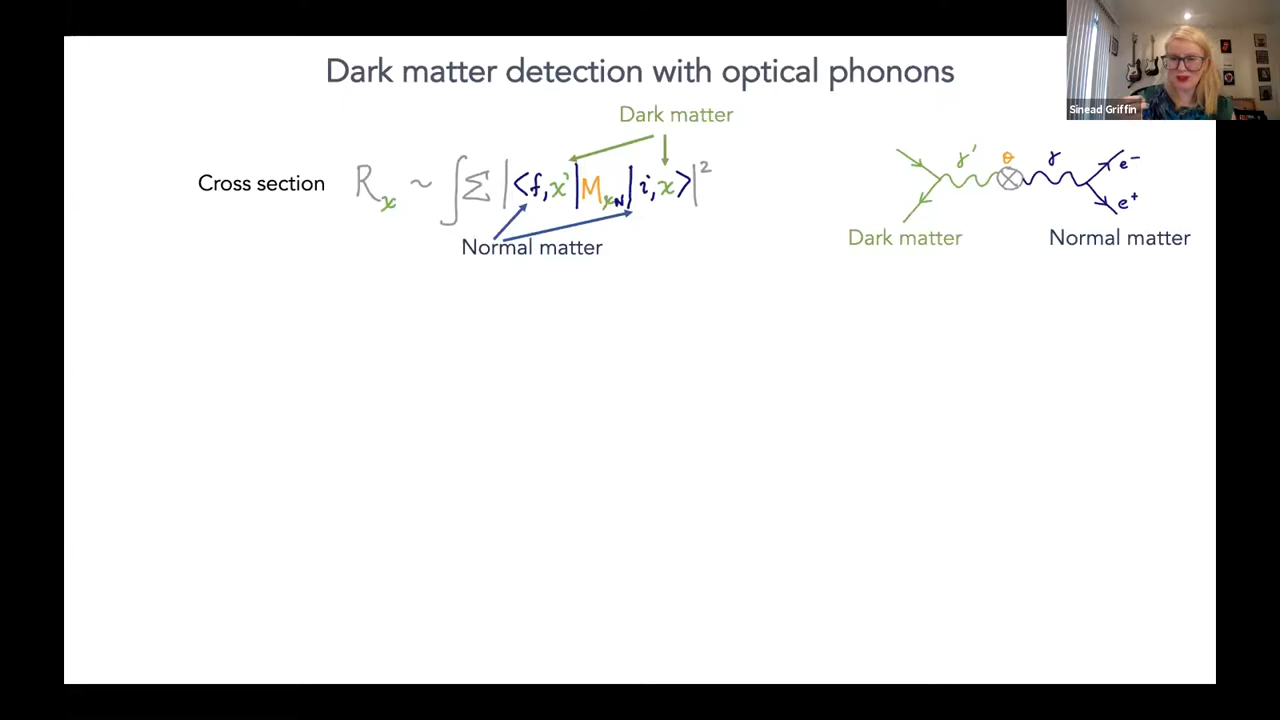 Dark matter detection with optical phonons
Sinead Griffin
Dark matter
Cross section R_χ ~ ∫Σ |<f,χ'|M_χN|i,χ>|²
Normal matter
γ' θ γ e⁻
e⁺
Dark matter Normal matter